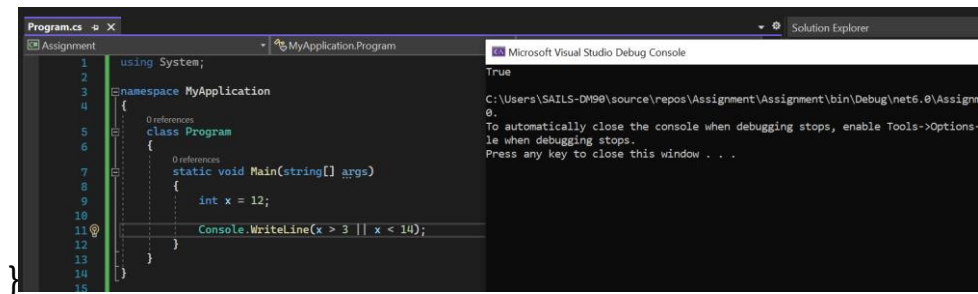 Program.cs
Solution Explorer
Assignment
MyApplication.Program
Microsoft Visual Studio Debug Console
1 using System;
2
3 namespace MyApplication
4 {
0 references
5 class Program
6 {
0 references
7 static void Main(string[] args)
8 {
9 int x = 12;
10
11 Console.WriteLine(x > 3 || x < 14);
12 }
13 }
14 }
15
}
True
C:\Users\SAILS-DM90\source\repos\Assignment\Assignment\bin\Debug\net6.0\Assignm
0.
To automatically close the console when debugging stops, enable Tools->Options-
le when debugging stops.
Press any key to close this window . . .